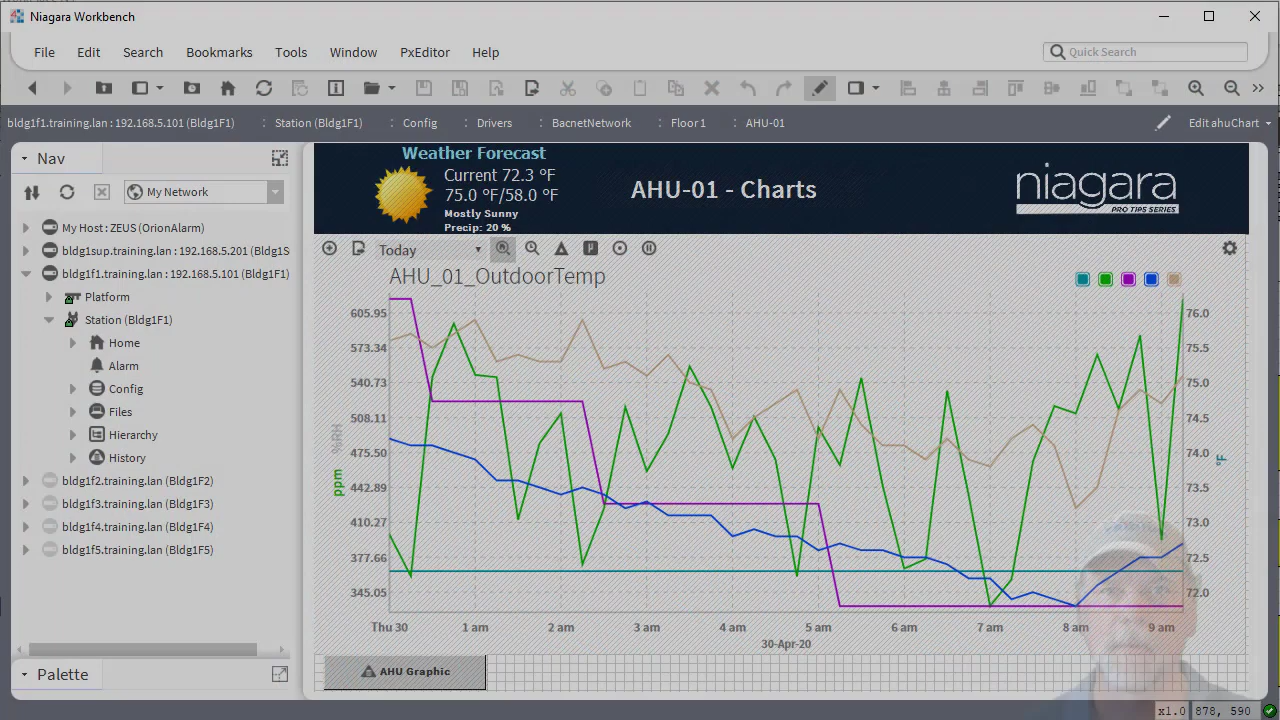 Niagara Workbench
File Edit Search Bookmarks Tools Window PxEditor Help
Quick Search
bldg1f1.training.lan : 192.168.5.101 (Bldg1F1) : Station (Bldg1F1) : Config : Drivers : BacnetNetwork : Floor 1 : AHU-01
Edit ahuChart
Nav
My Network
My Host : ZEUS (OrionAlarm)
bldg1sup.training.lan : 192.168.5.201 (Bldg1S
bldg1f1.training.lan : 192.168.5.101 (Bldg1F1)
Platform
Station (Bldg1F1)
Home
Alarm
Config
Files
Hierarchy
History
bldg1f2.training.lan (Bldg1F2)
bldg1f3.training.lan (Bldg1F3)
bldg1f4.training.lan (Bldg1F4)
bldg1f5.training.lan (Bldg1F5)
Palette
Weather Forecast
Current 72.3 °F
75.0 °F/58.0 °F
Mostly Sunny
Precip: 20 %
AHU-01 - Charts
niagara
PRO TIPS SERIES
Today
AHU_01_OutdoorTemp
605.95
573.34
540.73
508.11
475.50
442.89
410.27
377.66
345.05
%RH
ppm
76.0
75.5
75.0
74.5
74.0
73.5
73.0
72.5
72.0
°F
Thu 30 1 am 2 am 3 am 4 am 5 am 6 am 7 am 8 am 9 am
30-Apr-20
AHU Graphic
x1.0 878, 590